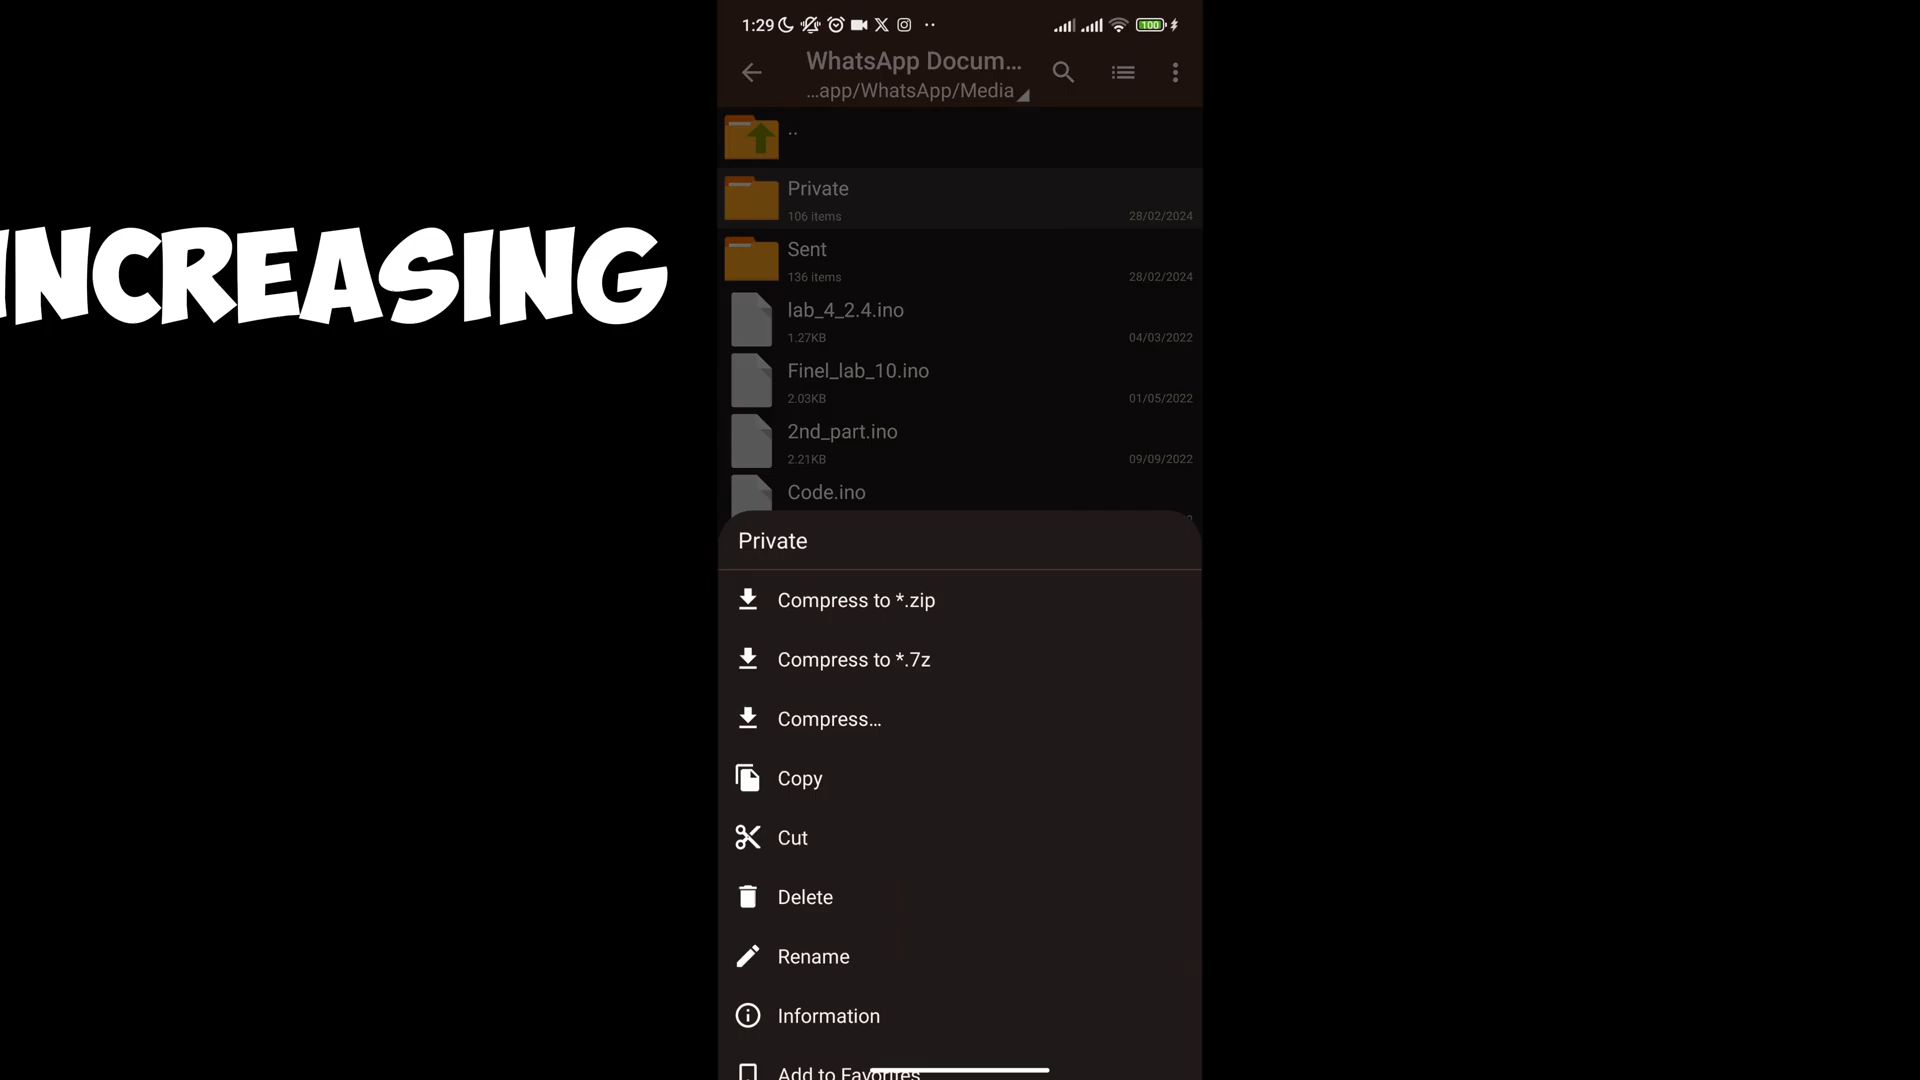 1:29
100
WhatsApp Docum...
...app/WhatsApp/Media
..
Private
106 items
28/02/2024
Sent
136 items
28/02/2024
lab_4_2.4.ino
1.27KB
04/03/2022
Finel_lab_10.ino
2.03KB
01/05/2022
2nd_part.ino
2.21KB
09/09/2022
Code.ino
INCREASING
Private
Compress to *.zip
Compress to *.7z
Compress...
Copy
Cut
Delete
Rename
Information
Add to Favorites